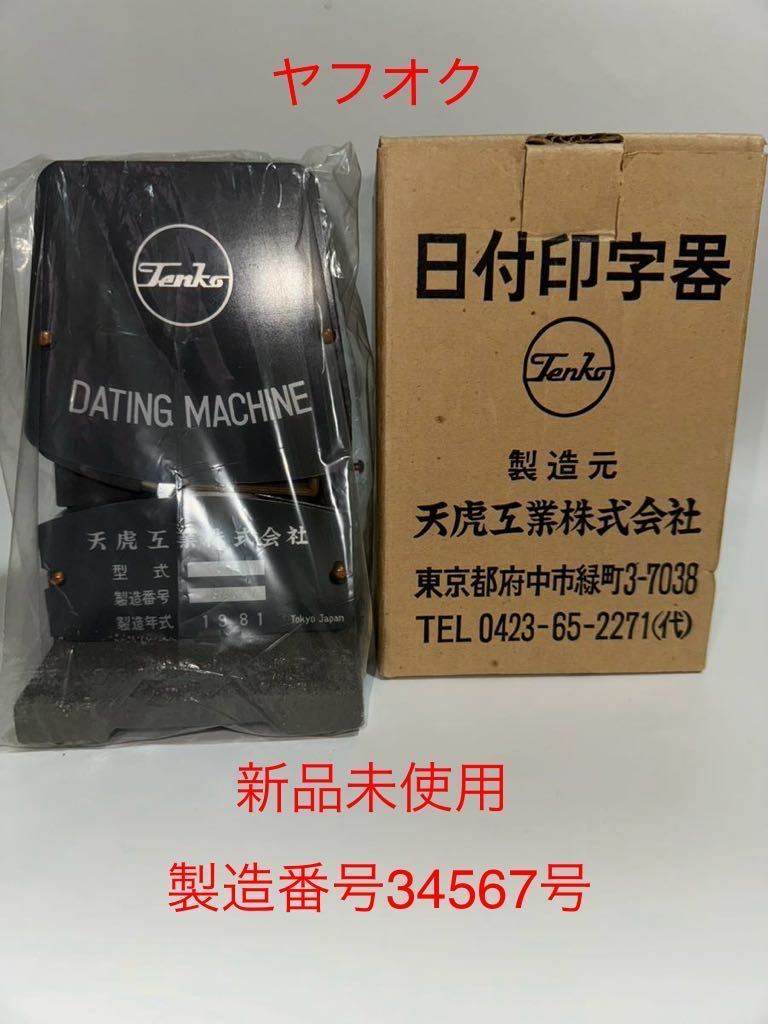 ヤフオク
Tenko
DATING MACHINE
天虎工業株式会社
型式
製造番号
製造年式 1981 Tokyo Japan
日付印字器
Tenko
製造元
天虎工業株式会社
東京都府中市緑町3-7038
TEL 0423-65-2271(代)
新品未使用
製造番号34567号